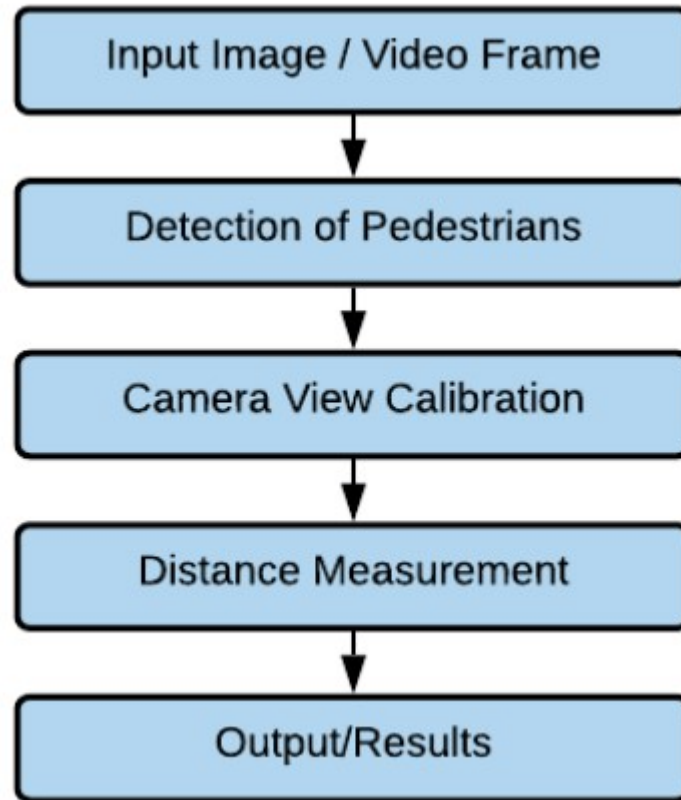 Input Image / Video Frame
Detection of Pedestrians
Camera View Calibration
Distance Measurement
Output/Results